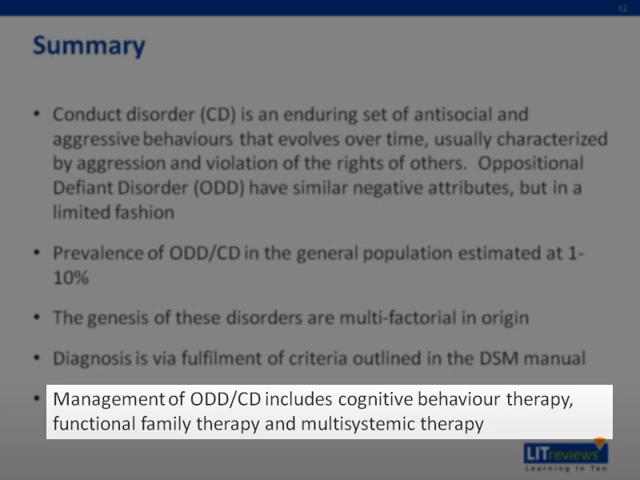 12
Summary
• Conduct disorder (CD) is an enduring set of antisocial and
aggressive behaviours that evolves over time, usually characterized
by aggression and violation of the rights of others. Oppositional
Defiant Disorder (ODD) have similar negative attributes, but in a
limited fashion
• Prevalence of ODD/CD in the general population estimated at 1-
10%
• The genesis of these disorders are multi-factorial in origin
• Diagnosis is via fulfilment of criteria outlined in the DSM manual
• Management of ODD/CD includes cognitive behaviour therapy,
functional family therapy and multisystemic therapy
LITreviews
Learning in Ten